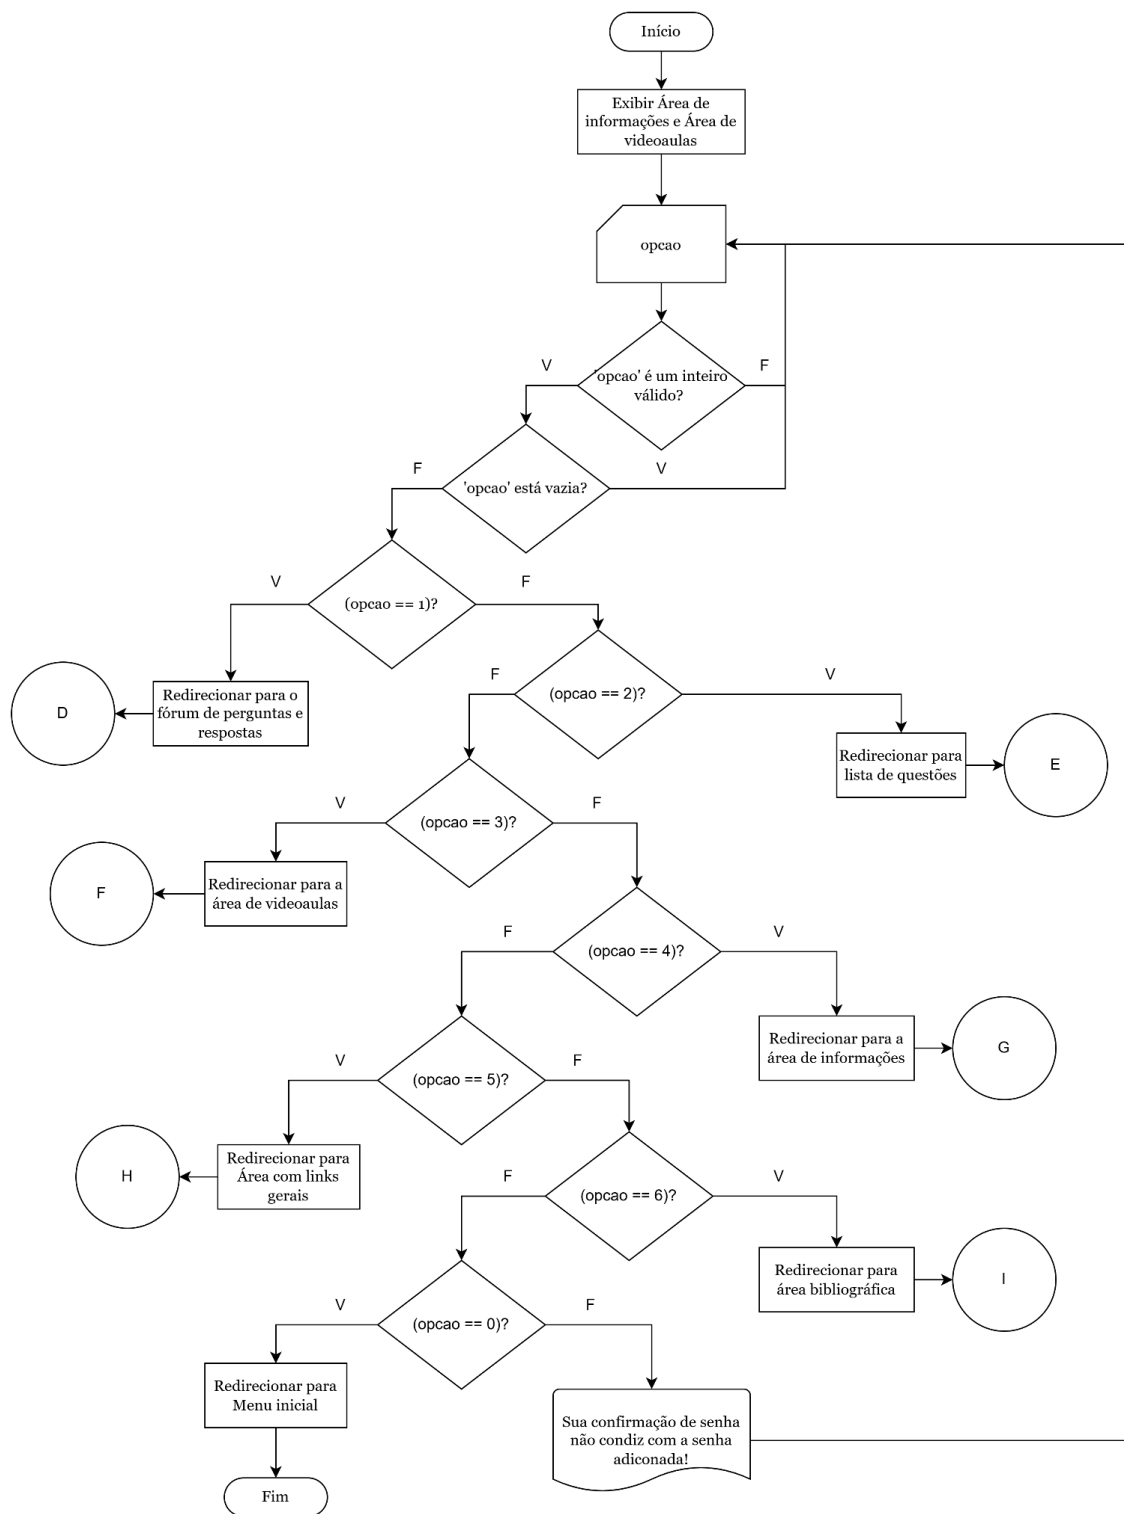 Início
Exibir Área de
informações e Área de
videoaulas
opcao
V
'opcao' é um inteiro
válido?
F
F
'opcao' está vazia?
V
V
(opcao == 1)?
F
D
Redirecionar para o
fórum de perguntas e
respostas
F
(opcao == 2)?
V
Redirecionar para
lista de questões
E
V
(opcao == 3)?
F
F
Redirecionar para a
área de videoaulas
F
(opcao == 4)?
V
Redirecionar para a
área de informações
G
V
(opcao == 5)?
F
H
Redirecionar para
Área com links
gerais
F
(opcao == 6)?
V
Redirecionar para
área bibliográfica
I
V
(opcao == 0)?
F
Redirecionar para
Menu inicial
Sua confirmação de senha
não condiz com a senha
adiconada!
Fim